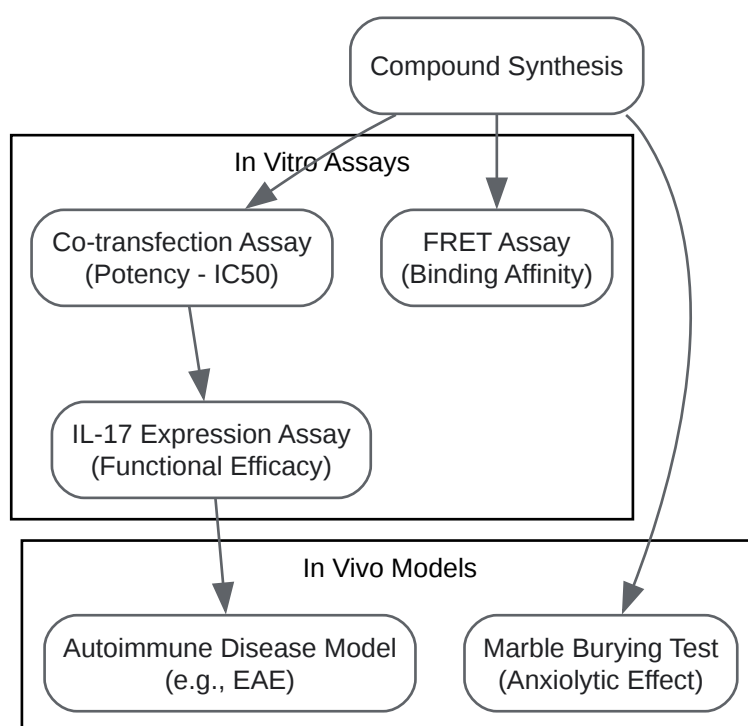 Compound Synthesis
In Vitro Assays
Co-transfection Assay
(Potency - IC50)
FRET Assay
(Binding Affinity)
IL-17 Expression Assay
(Functional Efficacy)
In Vivo Models
Autoimmune Disease Model
(e.g., EAE)
Marble Burying Test
(Anxiolytic Effect)